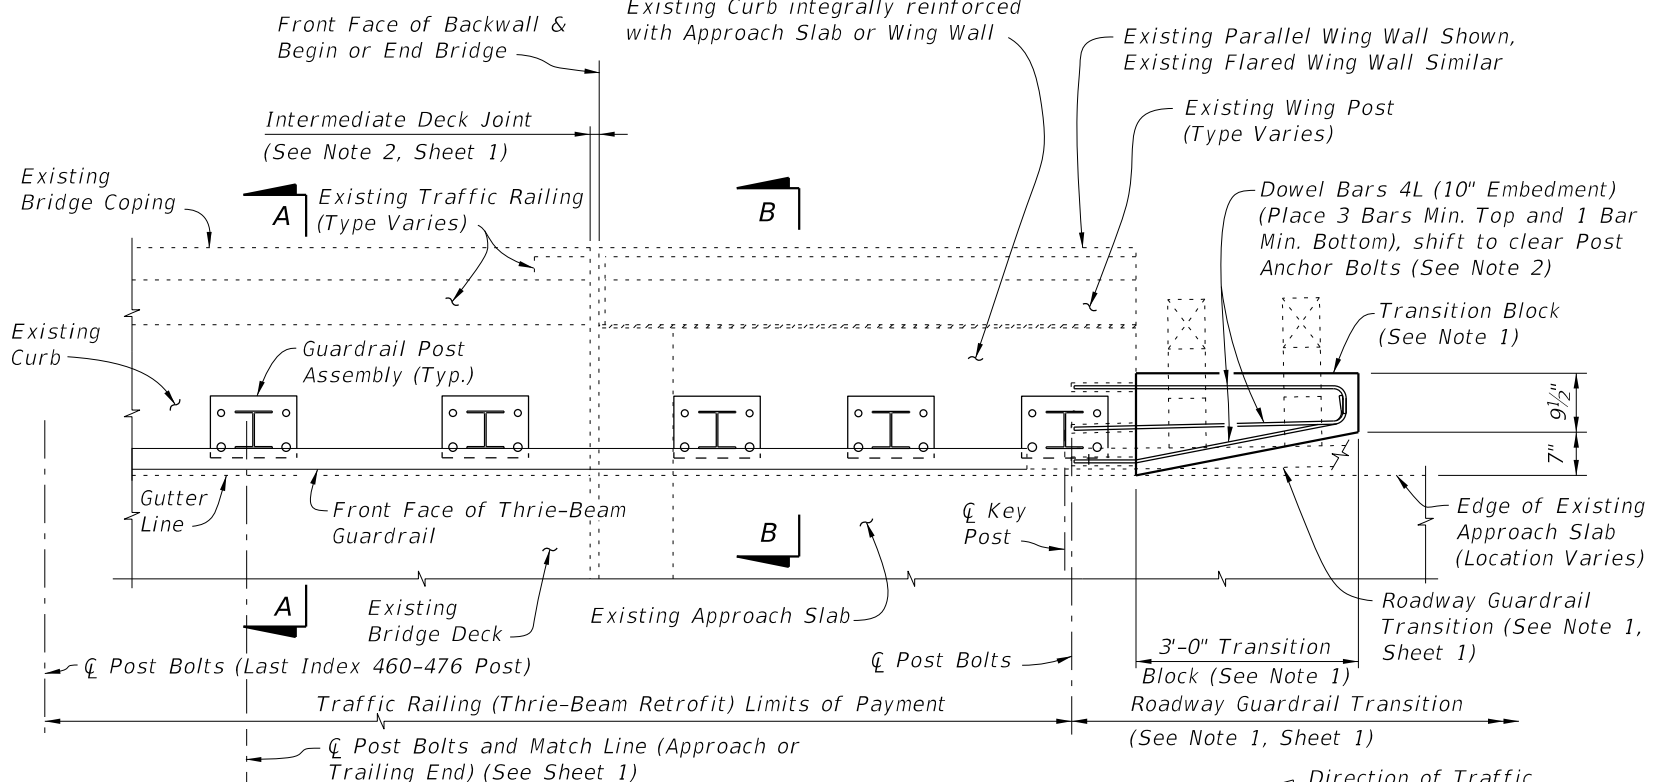 Existing Curb integrally reinforced
with Approach Slab or Wing Wall
Front Face of Backwall &
Begin or End Bridge
Existing Parallel Wing Wall Shown,
Existing Flared Wing Wall Similar
Existing Wing Post
(Type Varies)
Intermediate Deck Joint
(See Note 2, Sheet 1)
Existing
Bridge Coping
A
Existing Traffic Railing
(Type Varies)
B
Dowel Bars 4L (10" Embedment)
(Place 3 Bars Min. Top and 1 Bar
Min. Bottom), shift to clear Post
Anchor Bolts (See Note 2)
Transition Block
(See Note 1)
Existing
Curb
Guardrail Post
Assembly (Typ.)
9½"
7"
Gutter
Line
Front Face of Thrie-Beam
Guardrail
B
℄ Key
Post
Edge of Existing
Approach Slab
(Location Varies)
A
Existing
Bridge Deck
Existing Approach Slab
Roadway Guardrail
Transition (See Note 1,
Sheet 1)
℄ Post Bolts (Last Index 460-476 Post)
℄ Post Bolts
3'-0" Transition
Block (See Note 1)
Traffic Railing (Thrie-Beam Retrofit) Limits of Payment
Roadway Guardrail Transition
(See Note 1, Sheet 1)
℄ Post Bolts and Match Line (Approach or
Trailing End) (See Sheet 1)
Direction of Traffic